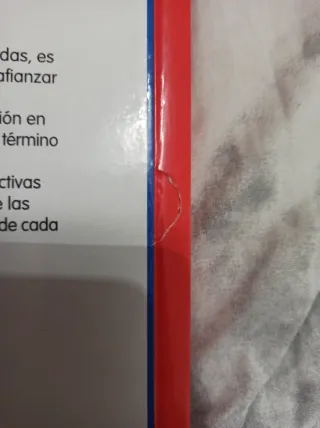 das, es
afianzar
ión en
término
ctivas
e las
de cada